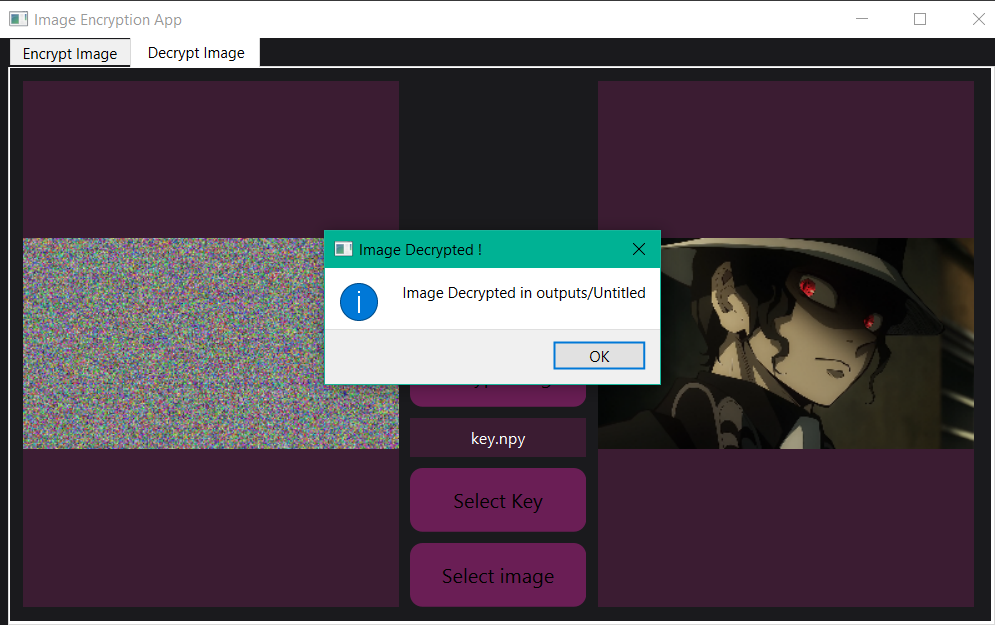 Image Encryption App
Encrypt Image
Decrypt Image
Image Decrypted !
Image Decrypted in outputs/Untitled
OK
key.npy
Select Key
Select image